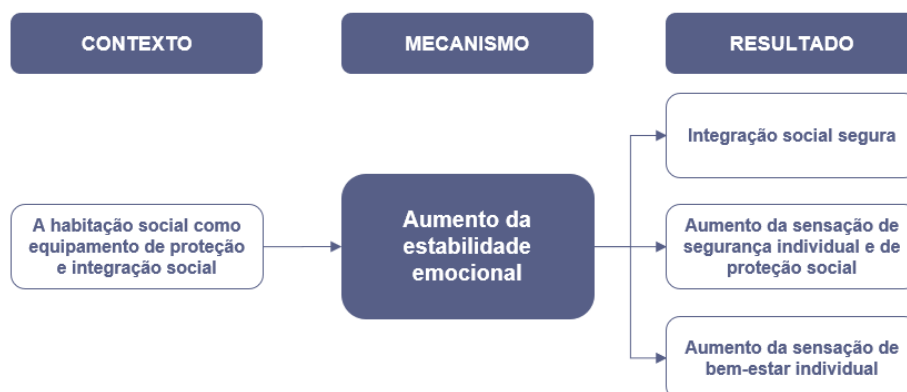 CONTEXTO
MECANISMO
RESULTADO
A habitação social como
equipamento de proteção
e integração social
Aumento da
estabilidade
emocional
Integração social segura
Aumento da sensação de
segurança individual e de
proteção social
Aumento da sensação de
bem-estar individual